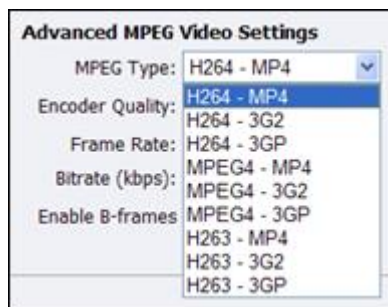 Advanced MPEG Video Settings
MPEG Type: H264 - MP4
H264 - MP4
Encoder Quality:
H264 - 3G2
Frame Rate: H264 - 3GP
MPEG4 - MP4
Bitrate (kbps):
MPEG4 - 3G2
Enable B-frames MPEG4 - 3GP
H263 - MP4
H263 - 3G2
H263 - 3GP